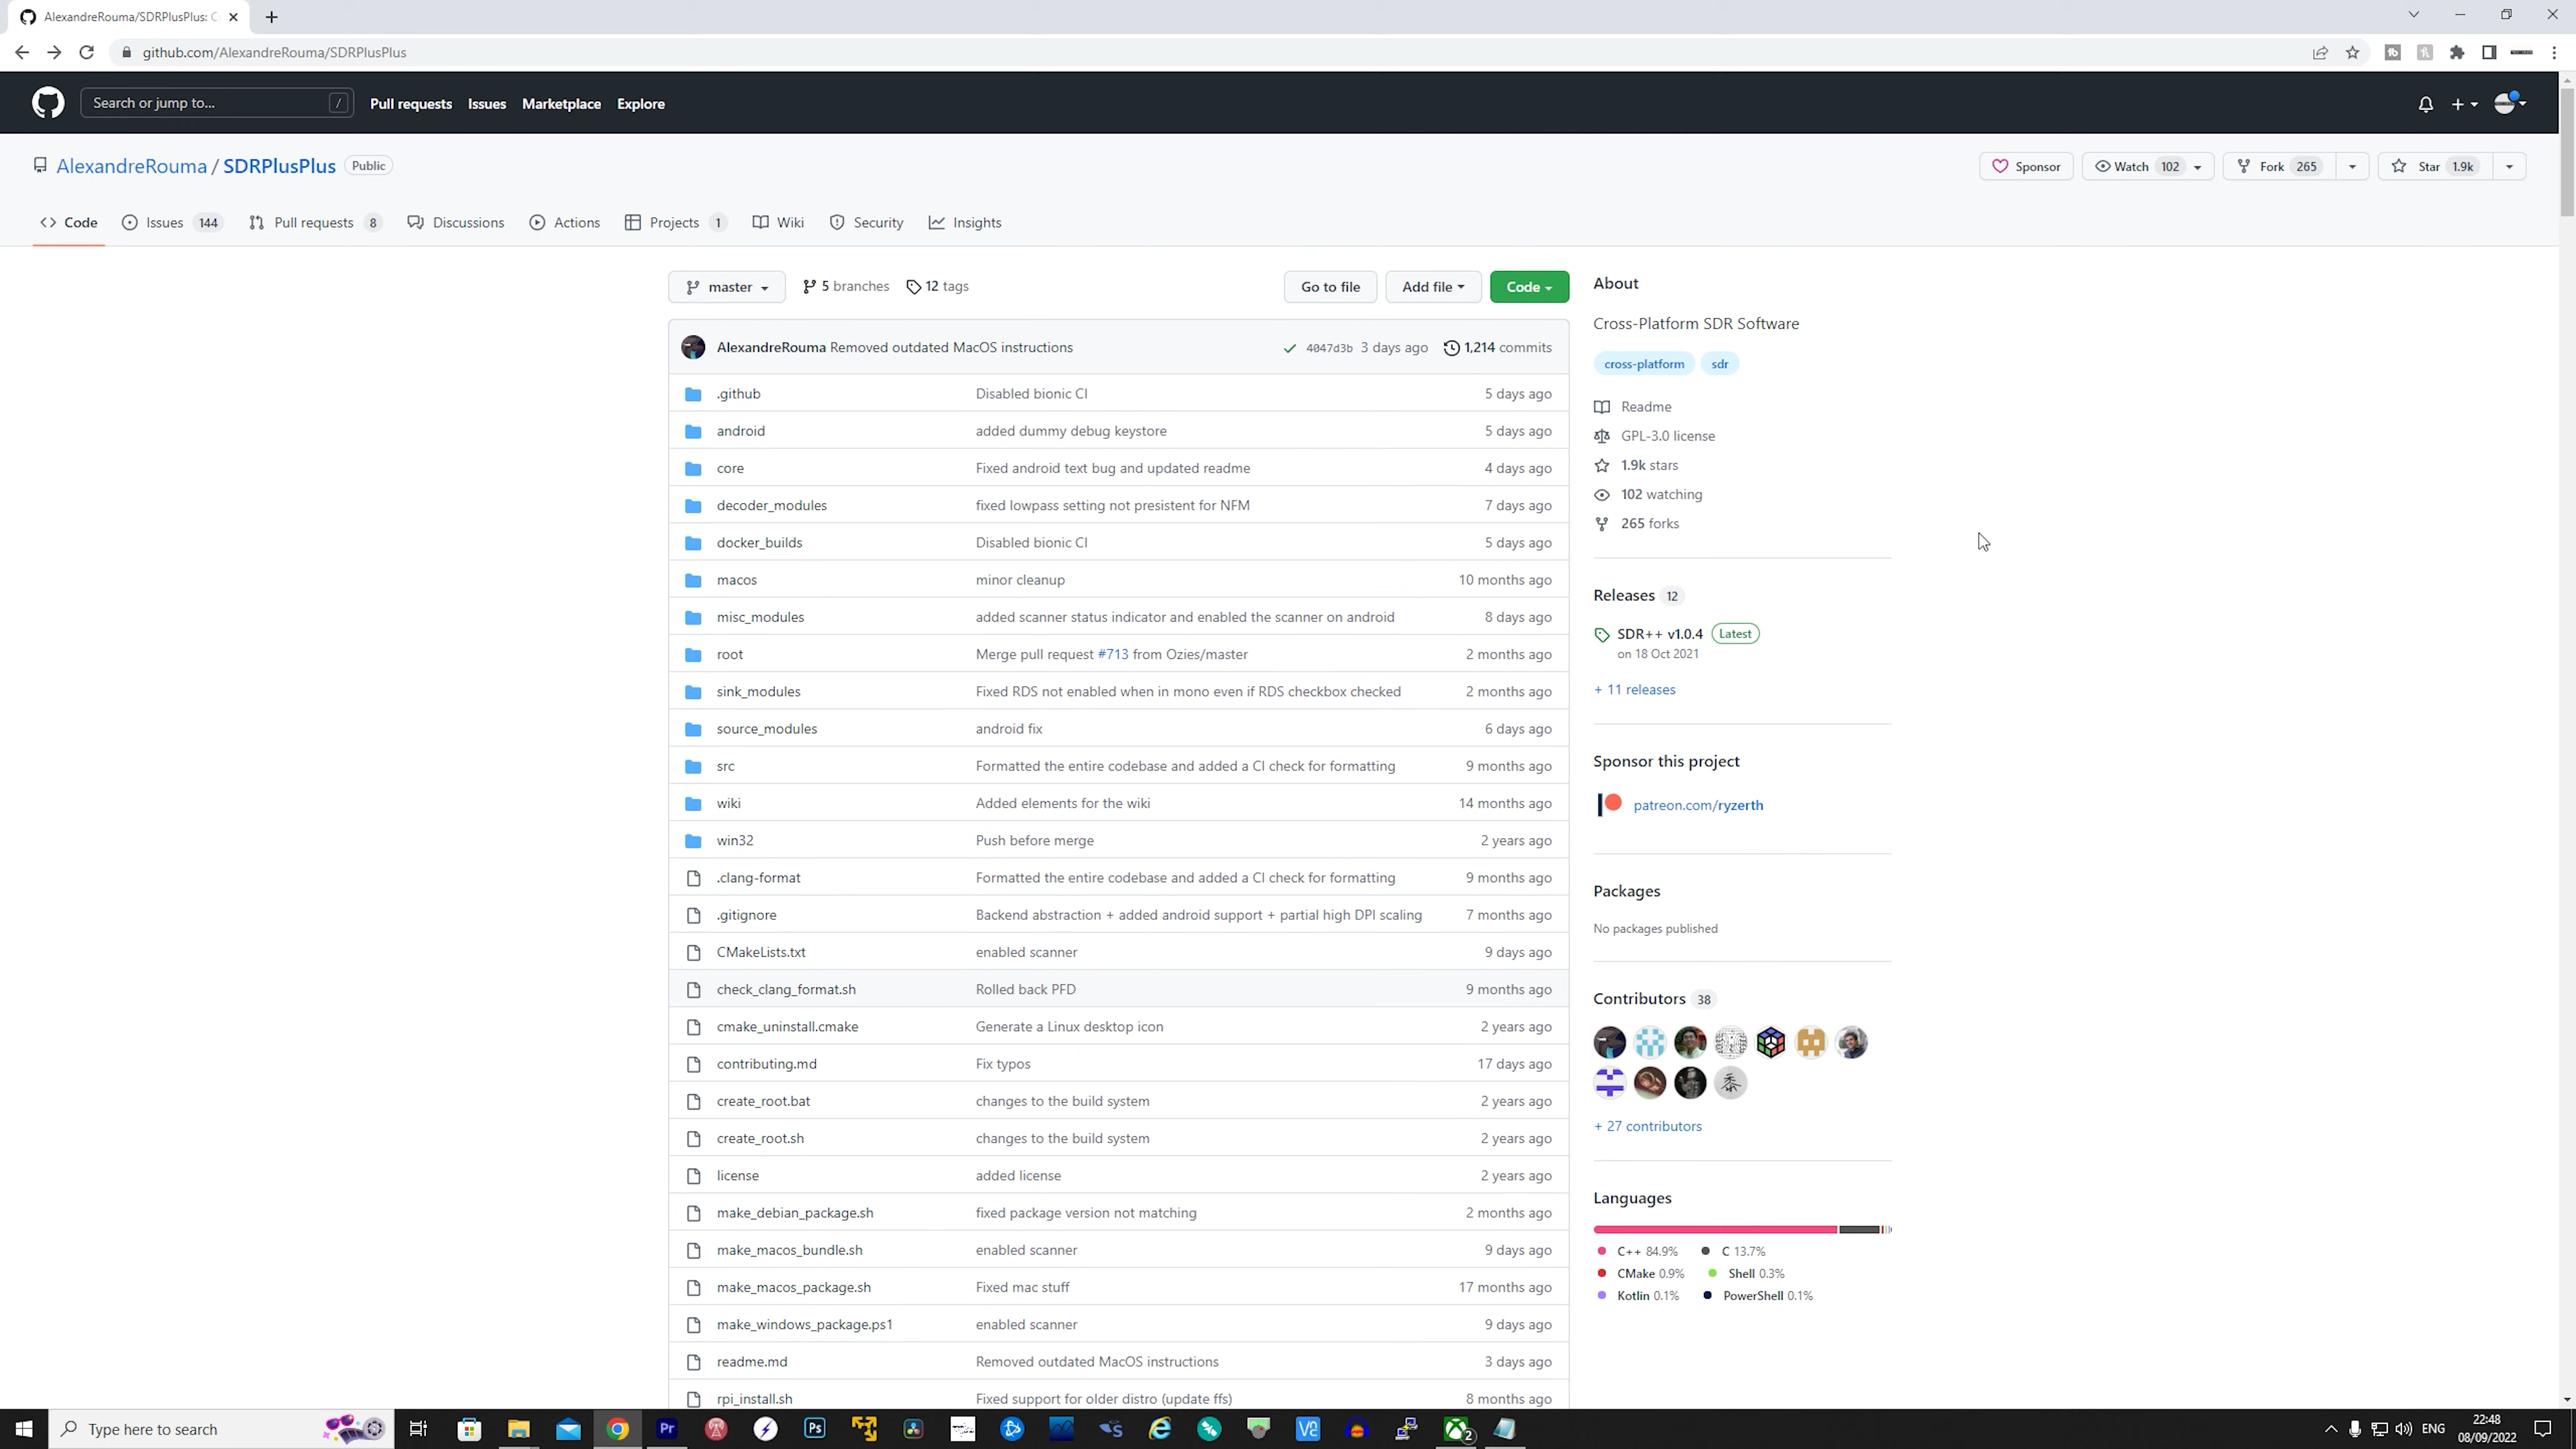 AlexandreRouma/SDRPlusPlus: C
github.com/AlexandreRouma/SDRPlusPlus
Search or jump to... /
Pull requests Issues Marketplace Explore
AlexandreRouma / SDRPlusPlus Public
Sponsor Watch 102 Fork 265 Star 1.9k
Code Issues 144 Pull requests 8 Discussions Actions Projects 1 Wiki Security Insights
master 5 branches 12 tags Go to file Add file Code
AlexandreRouma Removed outdated MacOS instructions 4047d3b 3 days ago 1,214 commits
.github Disabled bionic CI 5 days ago
android added dummy debug keystore 5 days ago
core Fixed android text bug and updated readme 4 days ago
decoder_modules fixed lowpass setting not presistent for NFM 7 days ago
docker_builds Disabled bionic CI 5 days ago
macos minor cleanup 10 months ago
misc_modules added scanner status indicator and enabled the scanner on android 8 days ago
root Merge pull request #713 from Ozies/master 2 months ago
sink_modules Fixed RDS not enabled when in mono even if RDS checkbox checked 2 months ago
source_modules android fix 6 days ago
src Formatted the entire codebase and added a CI check for formatting 9 months ago
wiki Added elements for the wiki 14 months ago
win32 Push before merge 2 years ago
.clang-format Formatted the entire codebase and added a CI check for formatting 9 months ago
.gitignore Backend abstraction + added android support + partial high DPI scaling 7 months ago
CMakeLists.txt enabled scanner 9 days ago
check_clang_format.sh Rolled back PFD 9 months ago
cmake_uninstall.cmake Generate a Linux desktop icon 2 years ago
contributing.md Fix typos 17 days ago
create_root.bat changes to the build system 2 years ago
create_root.sh changes to the build system 2 years ago
license added license 2 years ago
make_debian_package.sh fixed package version not matching 2 months ago
make_macos_bundle.sh enabled scanner 9 days ago
make_macos_package.sh Fixed mac stuff 17 months ago
make_windows_package.ps1 enabled scanner 9 days ago
readme.md Removed outdated MacOS instructions 3 days ago
rpi_install.sh Fixed support for older distro (update ffs) 8 months ago
About
Cross-Platform SDR Software
cross-platform sdr
Readme
GPL-3.0 license
1.9k stars
102 watching
265 forks
Releases 12
SDR++ v1.0.4 Latest
on 18 Oct 2021
+ 11 releases
Sponsor this project
patreon.com/ryzerth
Packages
No packages published
Contributors 38
+ 27 contributors
Languages
C++ 84.9% C 13.7%
CMake 0.9% Shell 0.3%
Kotlin 0.1% PowerShell 0.1%
Type here to search
Pr Ps 2
ENG
22:48
08/09/2022